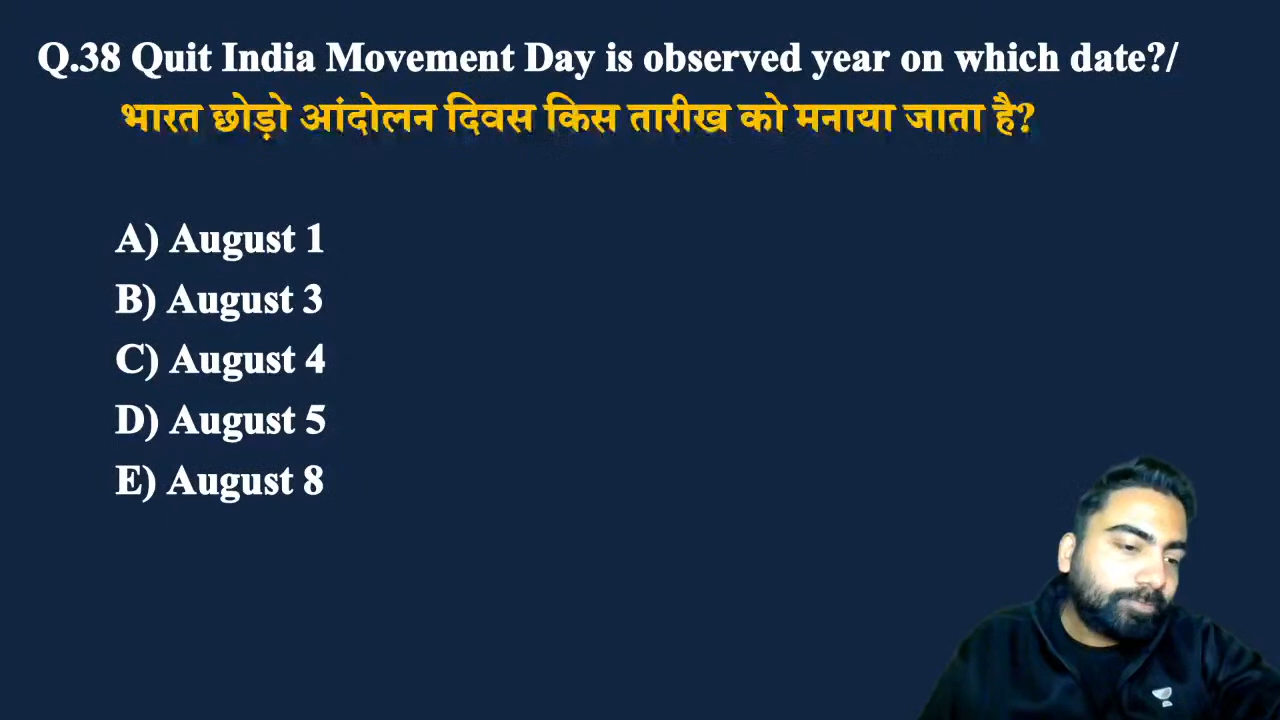 Q.38 Quit India Movement Day is observed year on which date?/
भारत छोड़ो आंदोलन दिवस किस तारीख को मनाया जाता है?
A) August 1
B) August 3
C) August 4
D) August 5
E) August 8